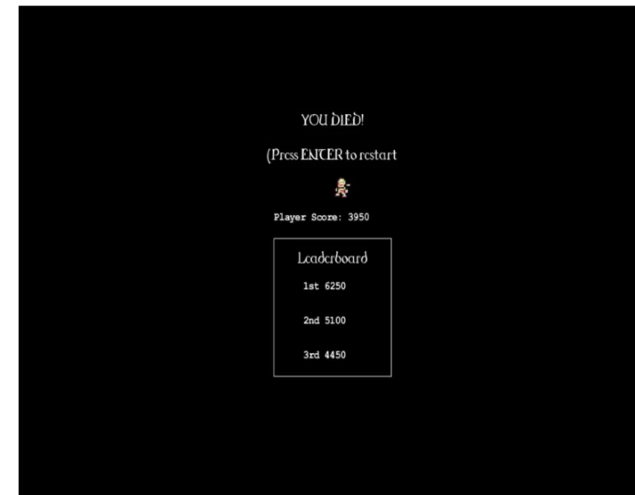 YOU DIED!
(Press ENTER to restart
Player Score: 3950
Leaderboard
1st 6250
2nd 5100
3rd 4450